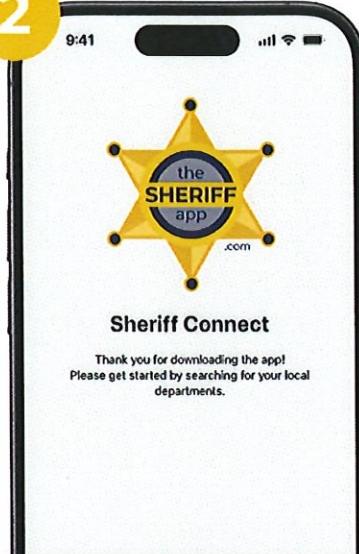 2
9:41
the
SHERIFF
app
.com
Sheriff Connect
Thank you for downloading the app!
Please get started by searching for your local
departments.